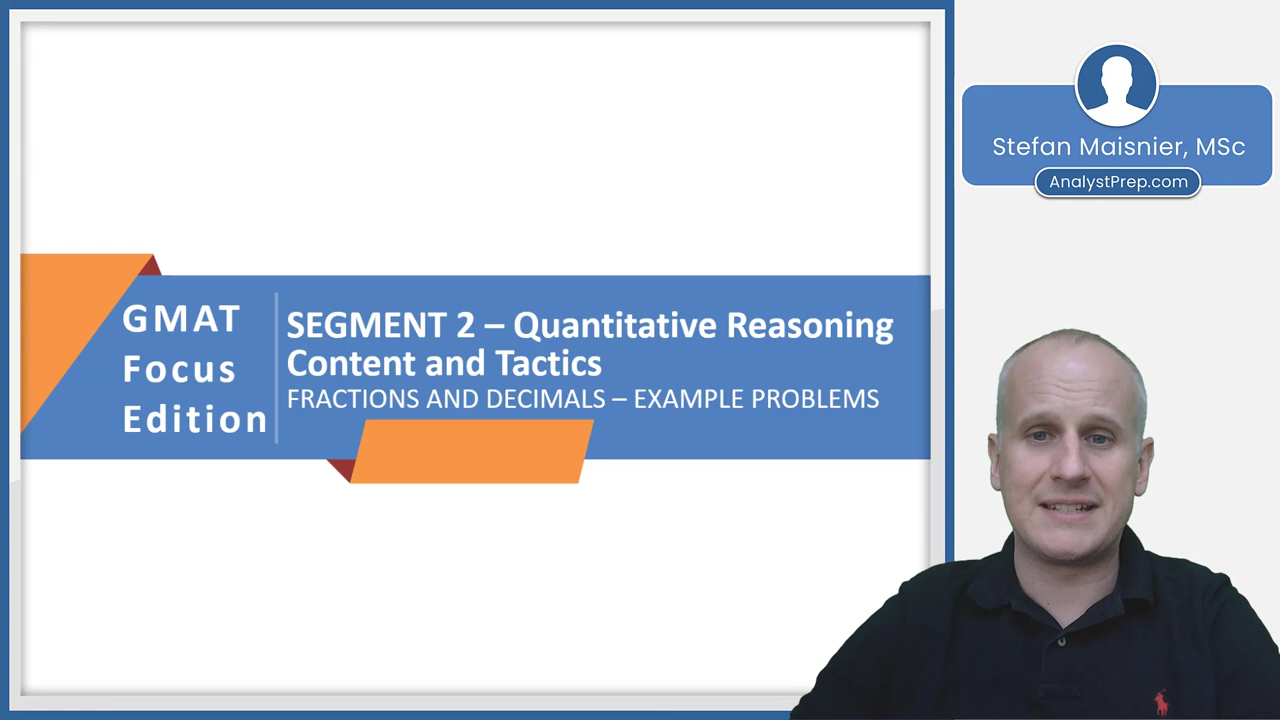 GMAT
Focus
Edition
SEGMENT 2 – Quantitative Reasoning
Content and Tactics
FRACTIONS AND DECIMALS – EXAMPLE PROBLEMS
Stefan Maisnier, MSc
AnalystPrep.com